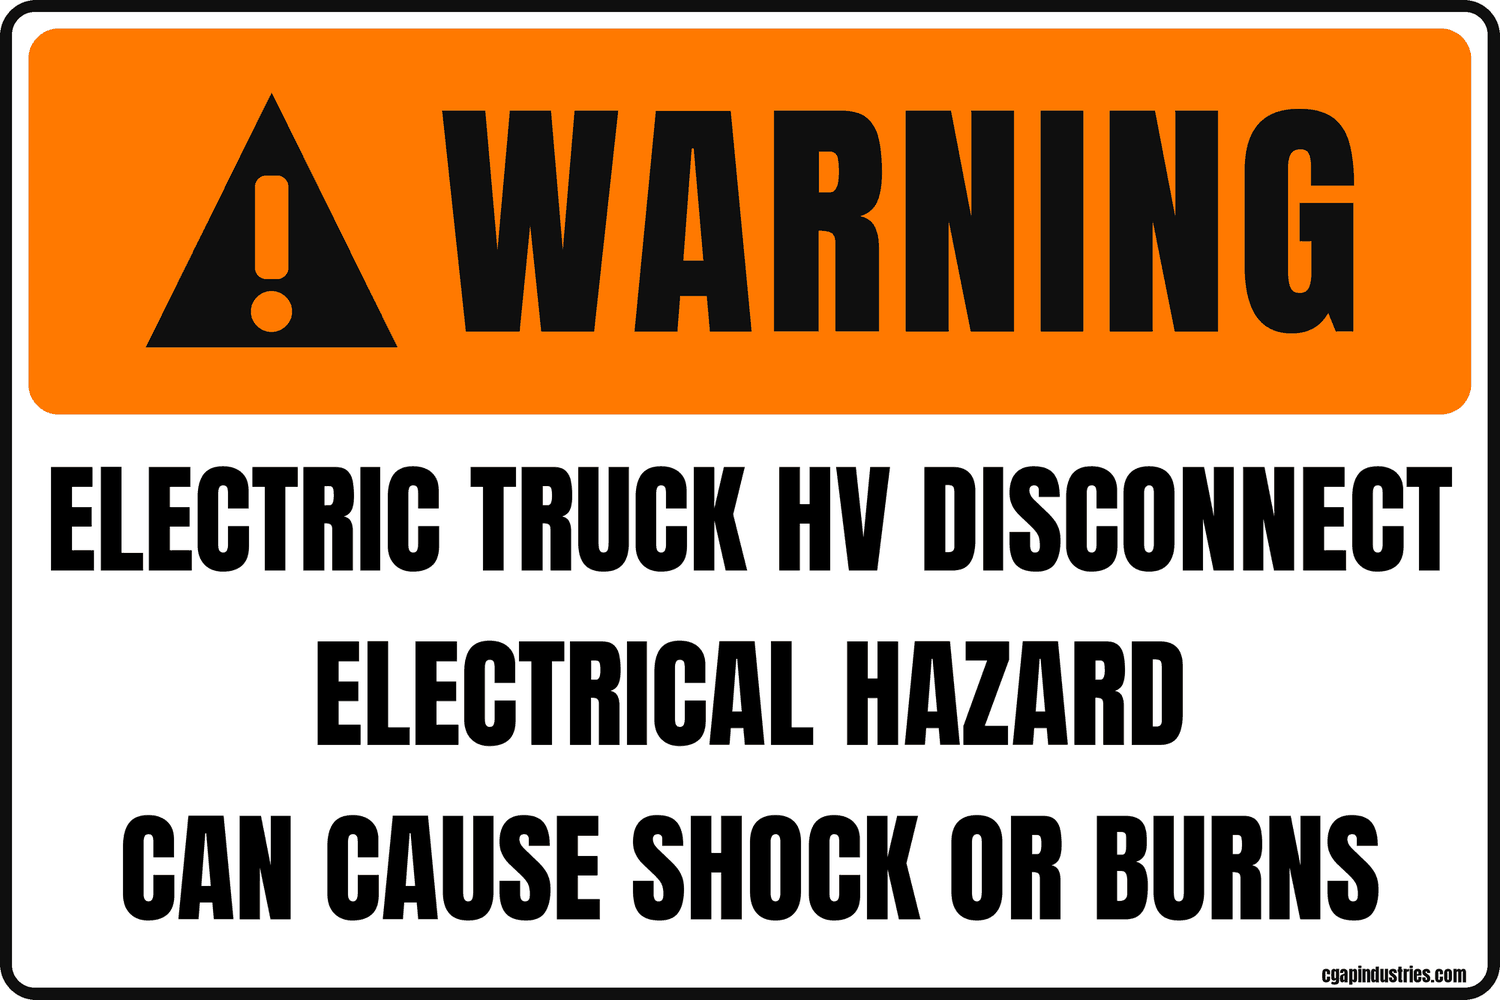 WARNING
ELECTRIC TRUCK HV DISCONNECT
ELECTRICAL HAZARD
CAN CAUSE SHOCK OR BURNS
cgapindustries.com